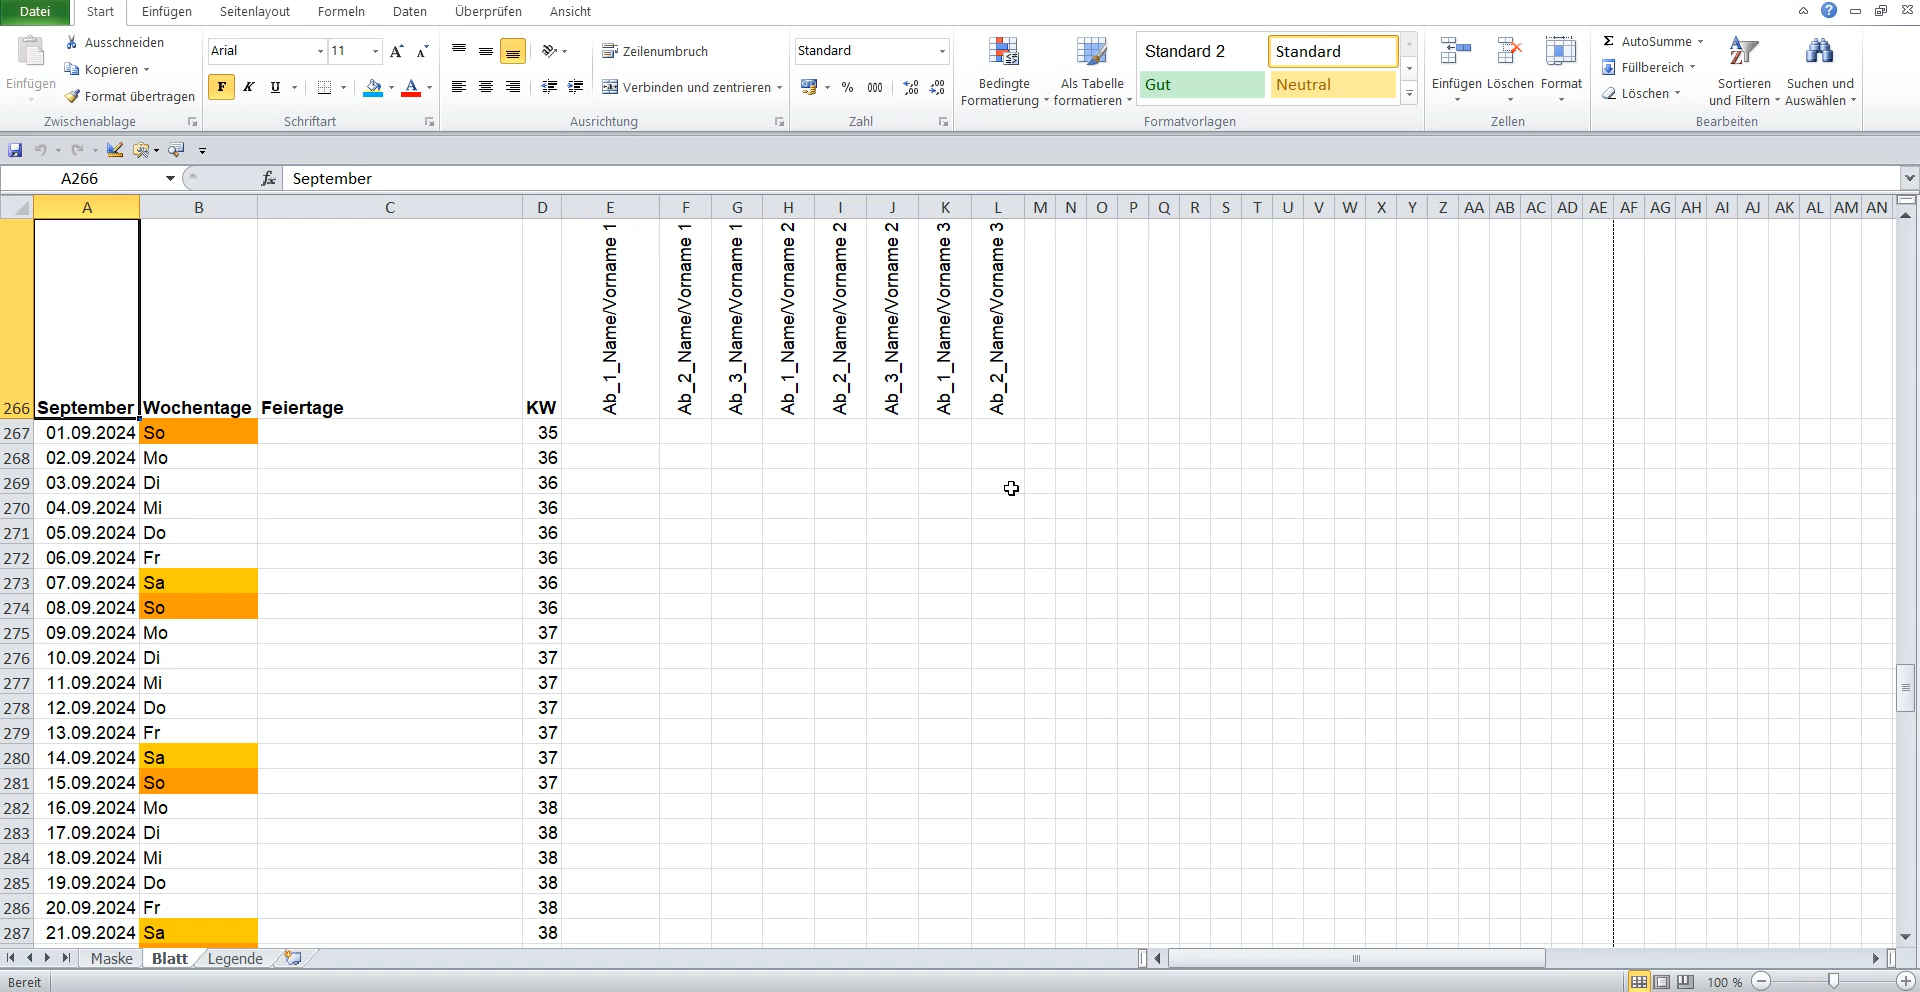 Datei Start Einfügen Seitenlayout Formeln Daten Überprüfen Ansicht
Einfügen
Ausschneiden
Kopieren
Format übertragen
Zwischenablage
Arial 11
F K U A
Schriftart
Zeilenumbruch
Verbinden und zentrieren
Ausrichtung
Standard
% 000
Zahl
Bedingte
Formatierung
Als Tabelle
formatieren
Standard 2 Standard
Gut Neutral
Formatvorlagen
Einfügen Löschen Format
Zellen
Σ AutoSumme
Füllbereich
Löschen
Sortieren
und Filtern
Suchen und
Auswählen
Bearbeiten
A266 fx September
A B C D E F G H I J K L M N O P Q R S T U V W X Y Z AA AB AC AD AE AF AG AH AI AJ AK AL AM AN
266 September Wochentage Feiertage KW Ab_1_Name/Vorname 1 Ab_2_Name/Vorname 1 Ab_3_Name/Vorname 1 Ab_1_Name/Vorname 2 Ab_2_Name/Vorname 2 Ab_3_Name/Vorname 2 Ab_1_Name/Vorname 3 Ab_2_Name/Vorname 3
267 01.09.2024 So 35
268 02.09.2024 Mo 36
269 03.09.2024 Di 36
270 04.09.2024 Mi 36
271 05.09.2024 Do 36
272 06.09.2024 Fr 36
273 07.09.2024 Sa 36
274 08.09.2024 So 36
275 09.09.2024 Mo 37
276 10.09.2024 Di 37
277 11.09.2024 Mi 37
278 12.09.2024 Do 37
279 13.09.2024 Fr 37
280 14.09.2024 Sa 37
281 15.09.2024 So 37
282 16.09.2024 Mo 38
283 17.09.2024 Di 38
284 18.09.2024 Mi 38
285 19.09.2024 Do 38
286 20.09.2024 Fr 38
287 21.09.2024 Sa 38
Maske Blatt Legende
Bereit 100 %